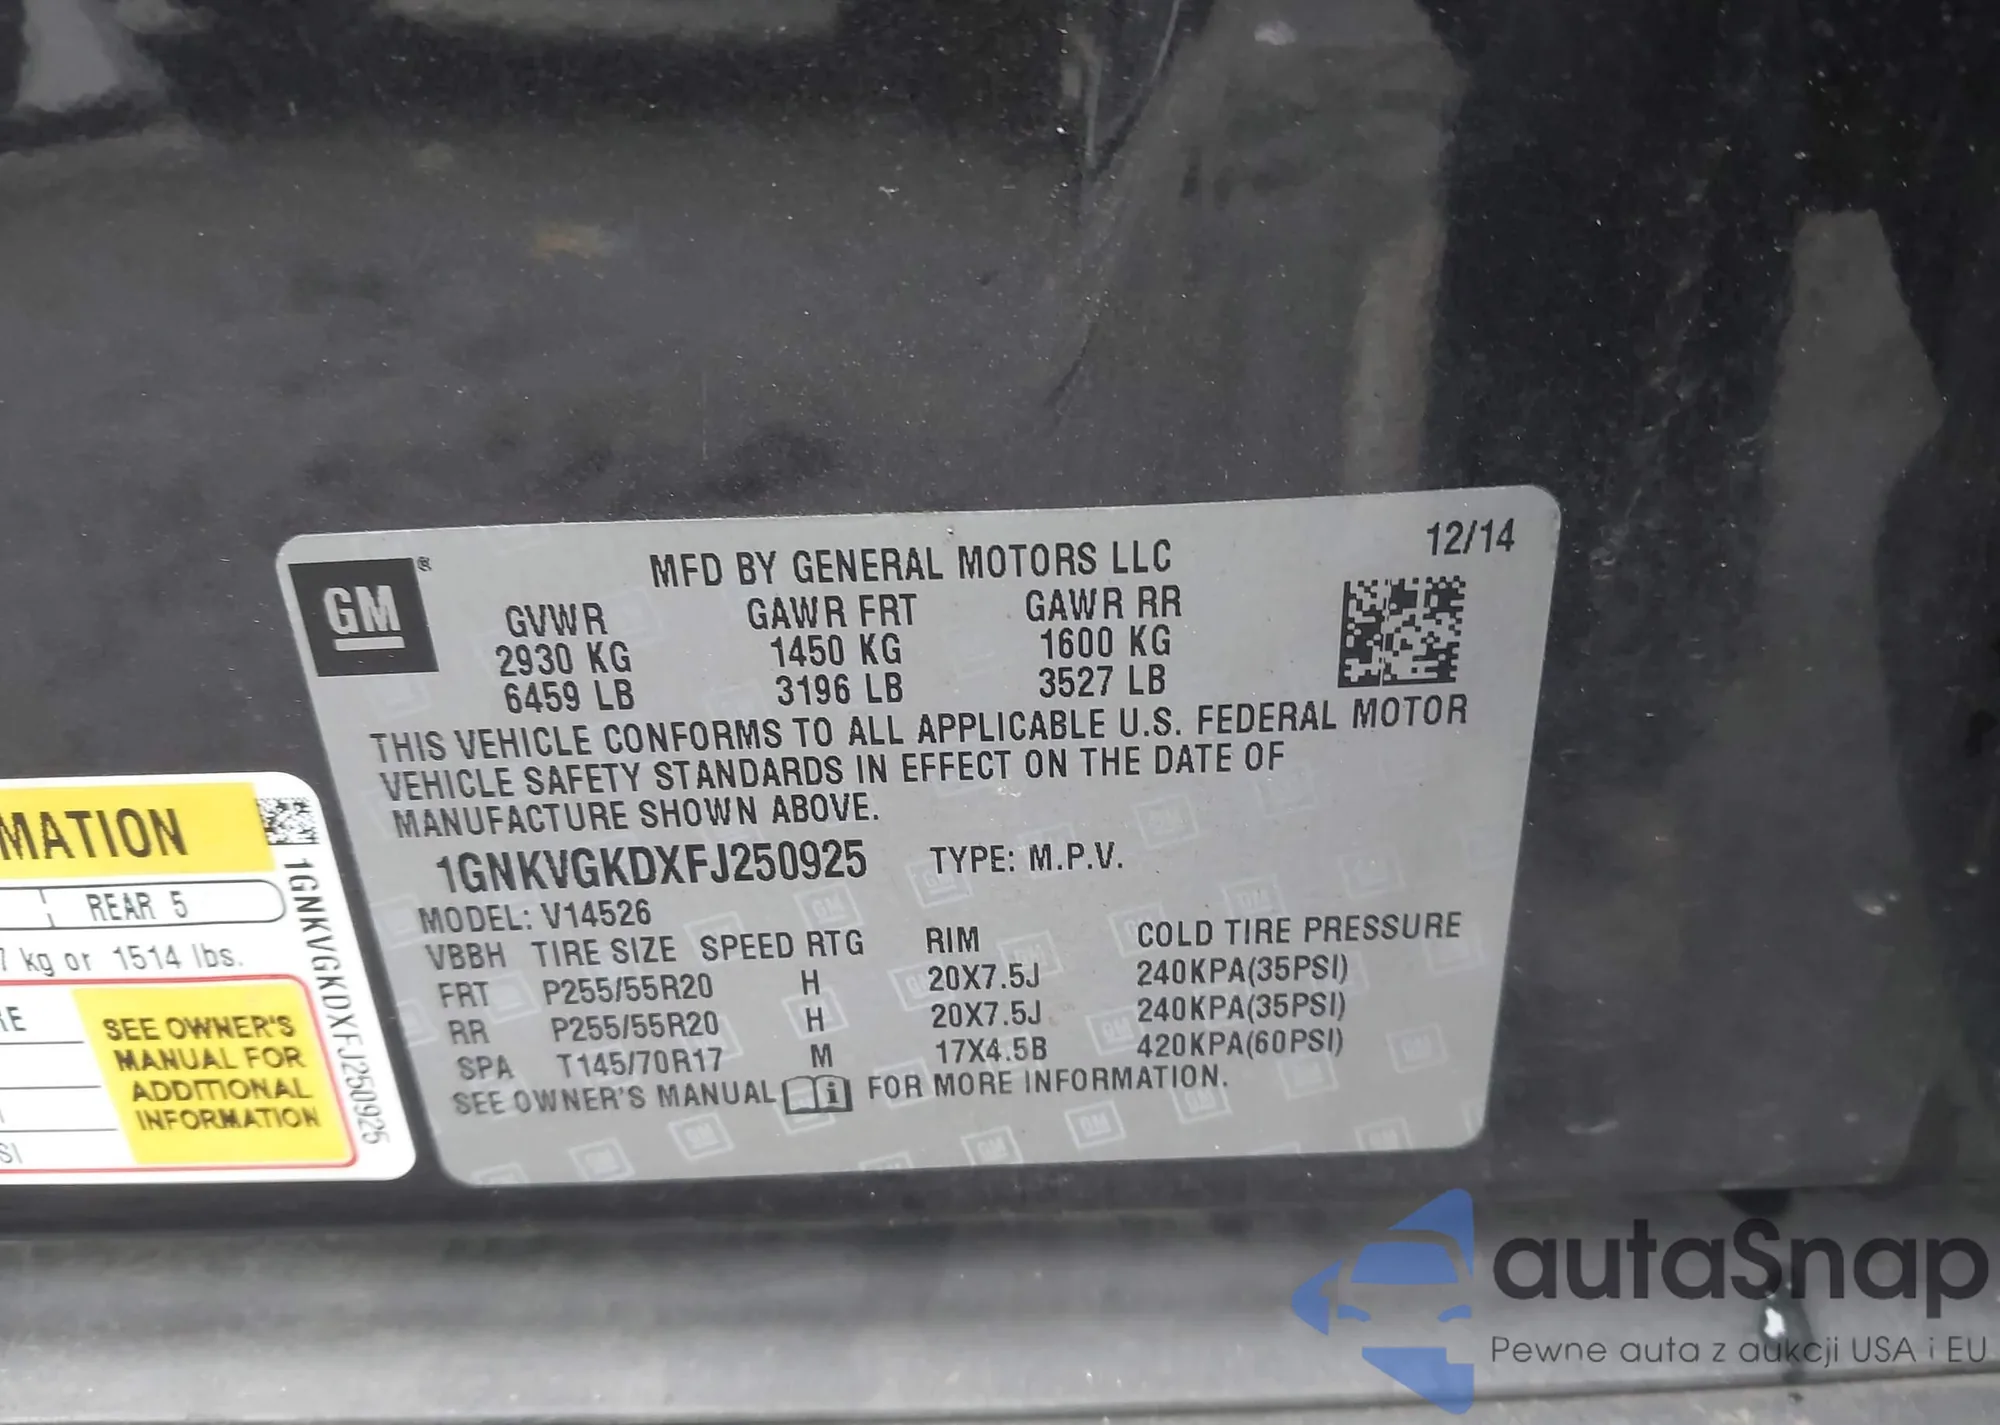 12/14
GM®
MFD BY GENERAL MOTORS LLC
GVWR GAWR FRT GAWR RR
2930 KG 1450 KG 1600 KG
6459 LB 3196 LB 3527 LB
THIS VEHICLE CONFORMS TO ALL APPLICABLE U.S. FEDERAL MOTOR
VEHICLE SAFETY STANDARDS IN EFFECT ON THE DATE OF
MANUFACTURE SHOWN ABOVE.
1GNKVGKDXFJ250925 TYPE: M.P.V.
MODEL: V14526
VBBH TIRE SIZE SPEED RTG RIM COLD TIRE PRESSURE
FRT P255/55R20 H 20X7.5J 240KPA(35PSI)
RR P255/55R20 H 20X7.5J 240KPA(35PSI)
SPA T145/70R17 M 17X4.5B 420KPA(60PSI)
SEE OWNER'S MANUAL i FOR MORE INFORMATION.
MATION
REAR 5
7 kg or 1514 lbs.
RE
SEE OWNER'S
MANUAL FOR
ADDITIONAL
INFORMATION
SI
1GNKVGKDXFJ250925
autaSnap
Pewne auta z aukcji USA i EU